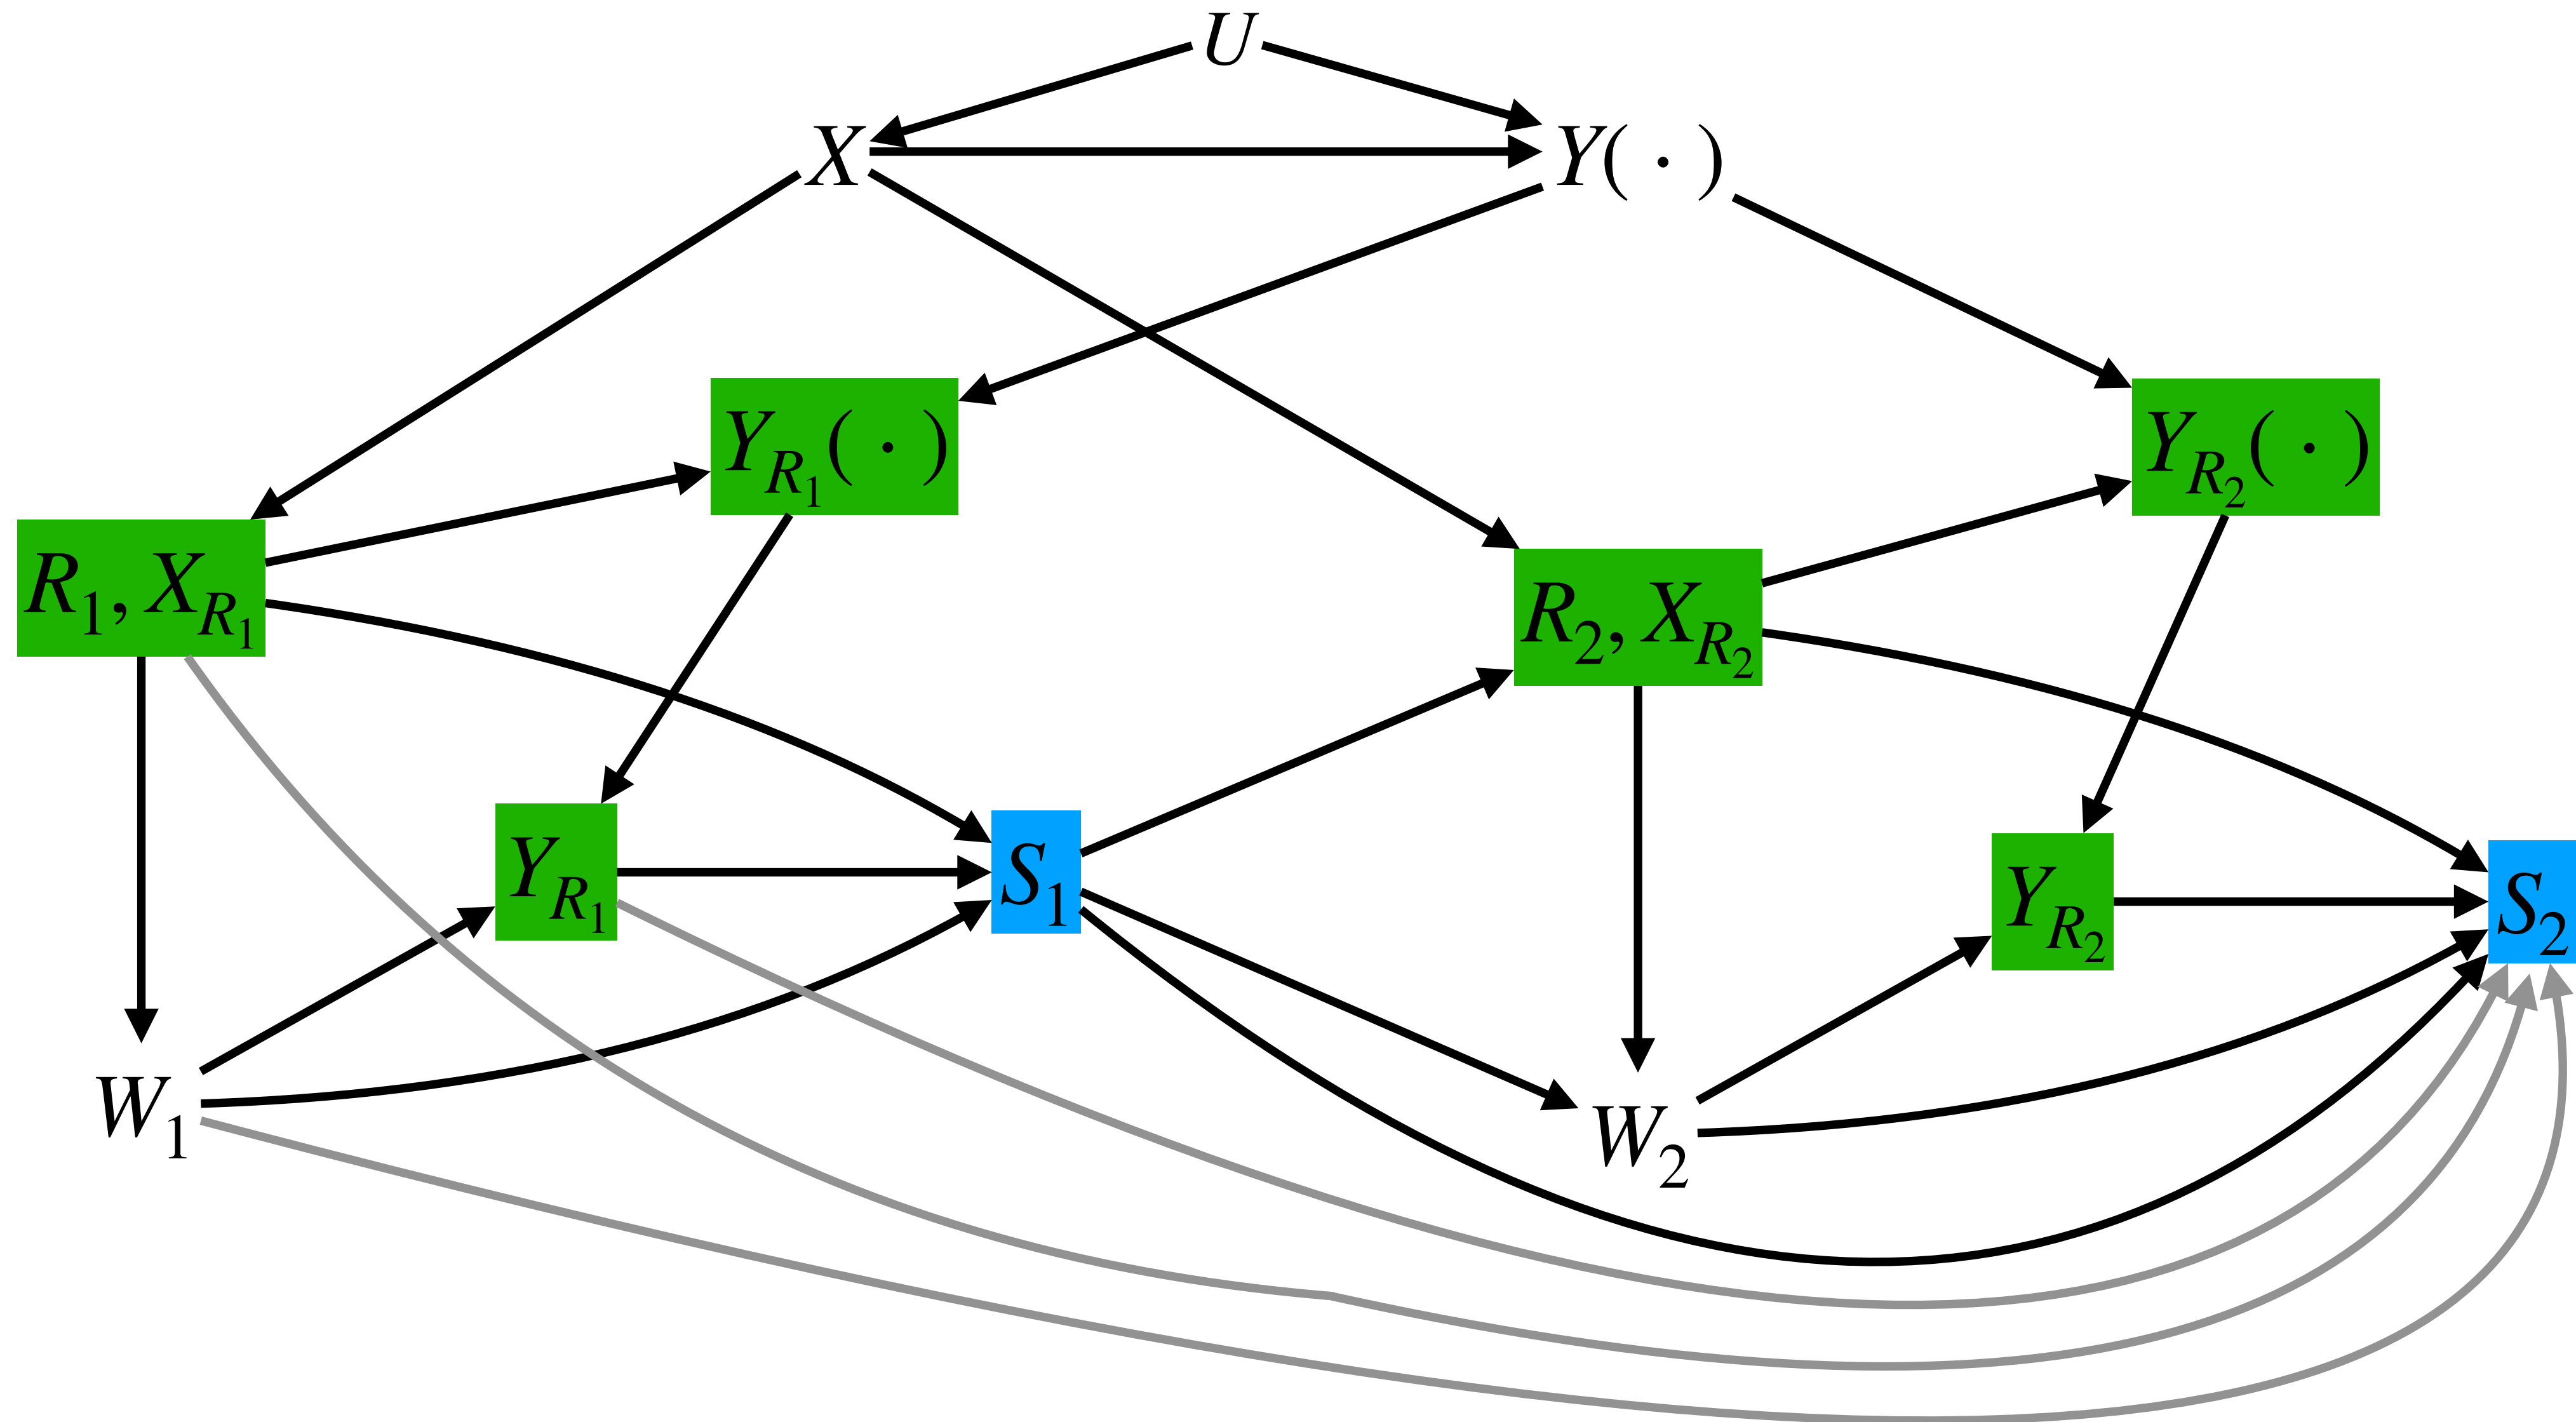 U
X
Y( · )
Y_{R_1}( · )
Y_{R_2}( · )
R_1, X_{R_1}
R_2, X_{R_2}
Y_{R_1}
S_1
Y_{R_2}
S_2
W_1
W_2